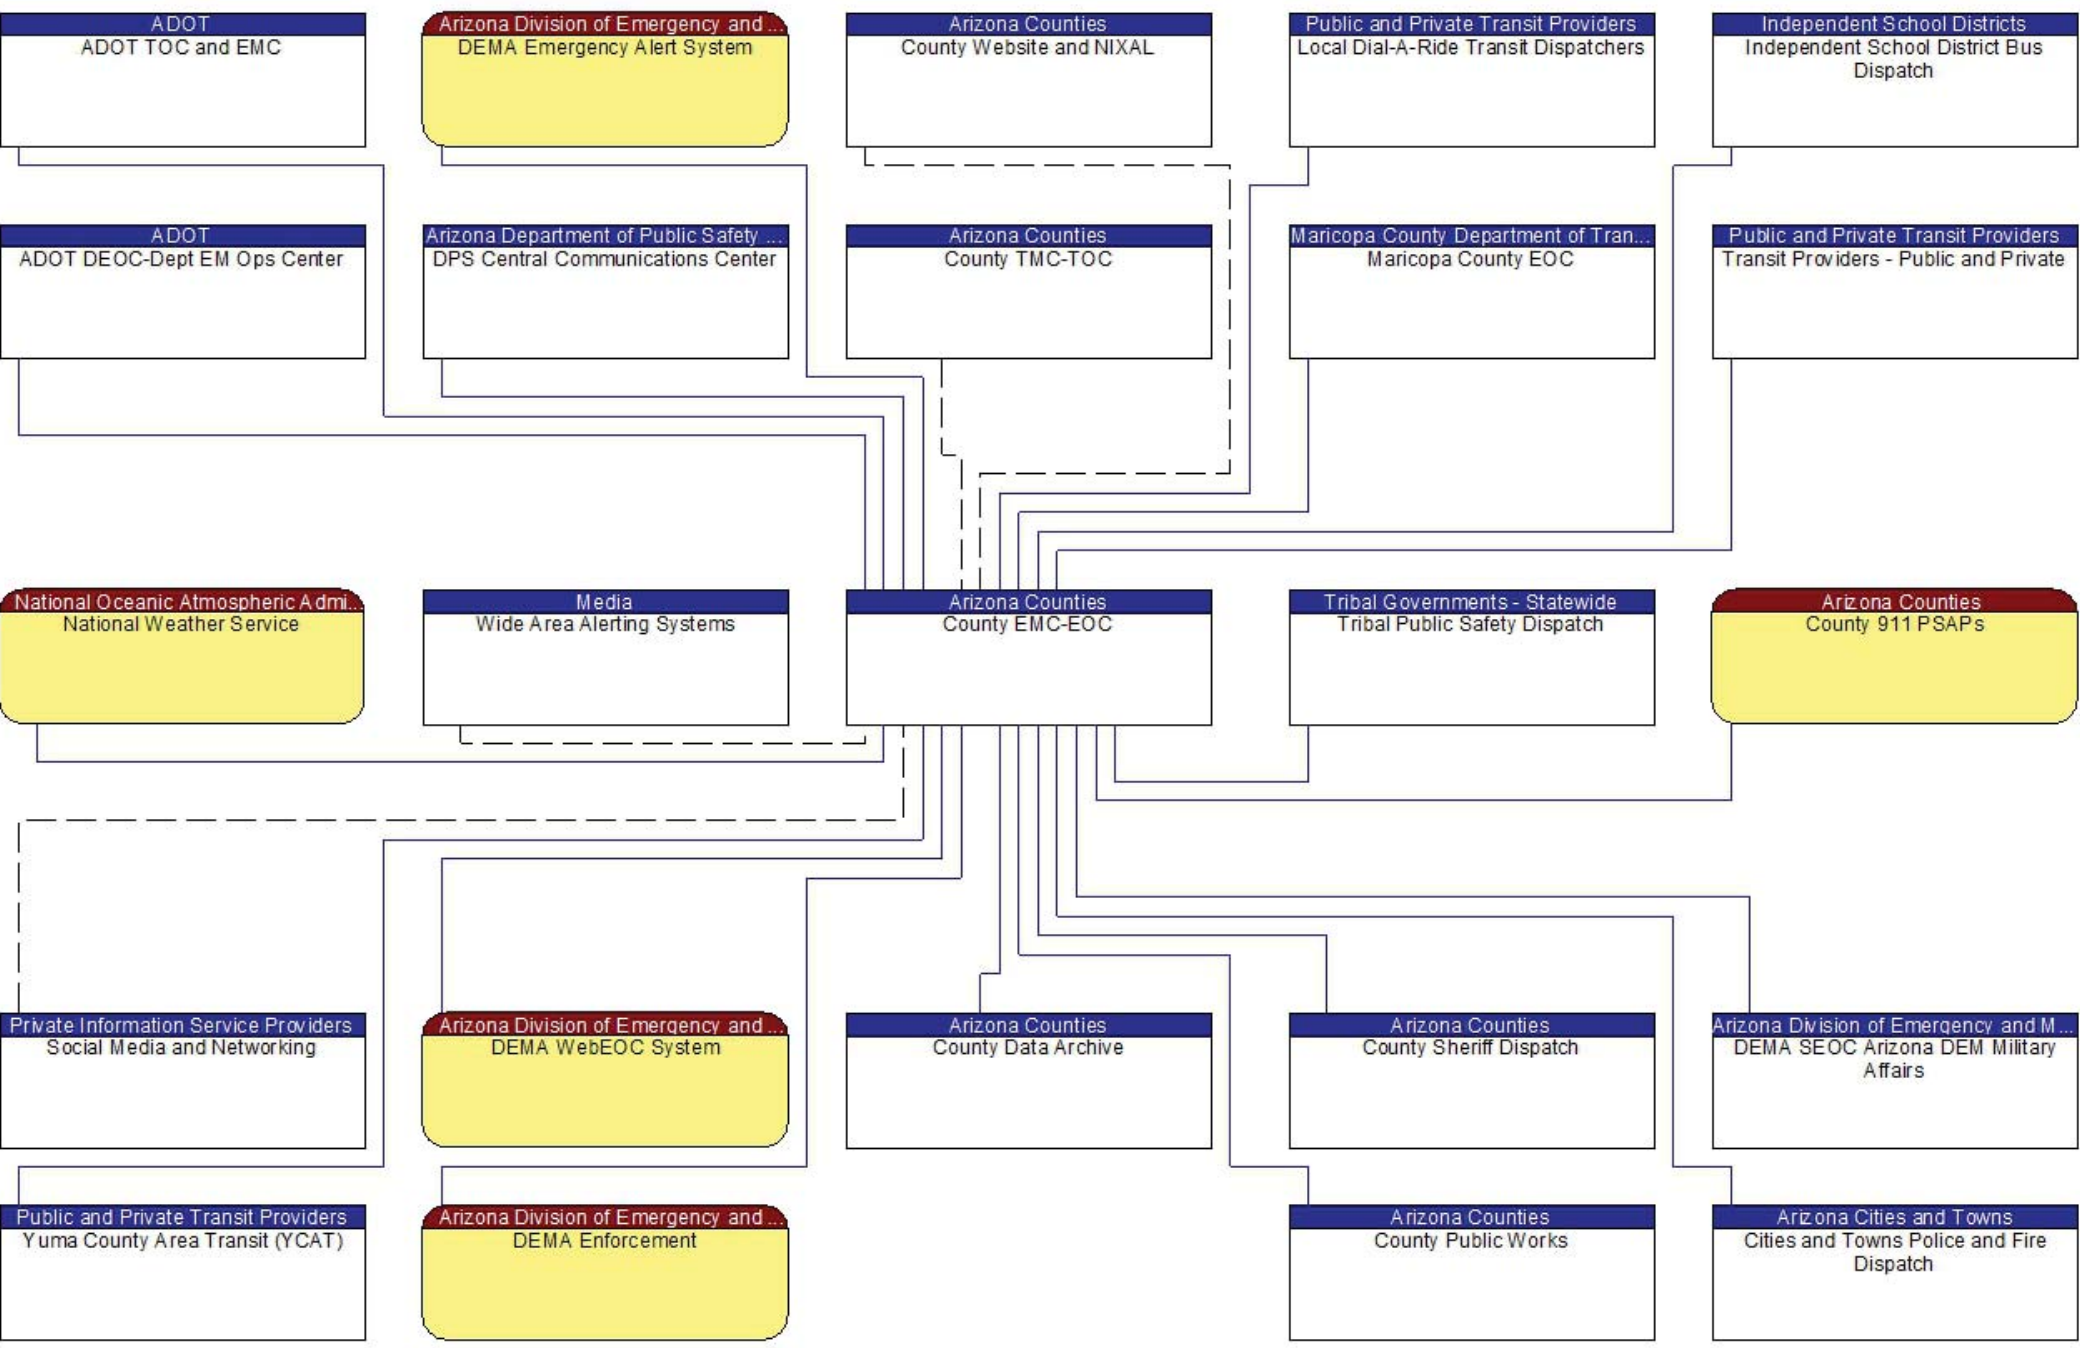 ADOT
ADOT TOC and EMC
Arizona Division of Emergency and ...
DEMA Emergency Alert System
Arizona Counties
County Website and NIXAL
Public and Private Transit Providers
Local Dial-A-Ride Transit Dispatchers
Independent School Districts
Independent School District Bus
Dispatch
ADOT
ADOT DEOC-Dept EM Ops Center
Arizona Department of Public Safety ...
DPS Central Communications Center
Arizona Counties
County TMC-TOC
Maricopa County Department of Tran...
Maricopa County EOC
Public and Private Transit Providers
Transit Providers - Public and Private
National Oceanic Atmospheric Admi...
National Weather Service
Media
Wide Area Alerting Systems
Arizona Counties
County EMC-EOC
Tribal Governments - Statewide
Tribal Public Safety Dispatch
Arizona Counties
County 911 PSAPs
Private Information Service Providers
Social Media and Networking
Arizona Division of Emergency and ...
DEMA WebEOC System
Arizona Counties
County Data Archive
Arizona Counties
County Sheriff Dispatch
Arizona Division of Emergency and M...
DEMA SEOC Arizona DEM Military
Affairs
Public and Private Transit Providers
Yuma County Area Transit (YCAT)
Arizona Division of Emergency and ...
DEMA Enforcement
Arizona Counties
County Public Works
Arizona Cities and Towns
Cities and Towns Police and Fire
Dispatch